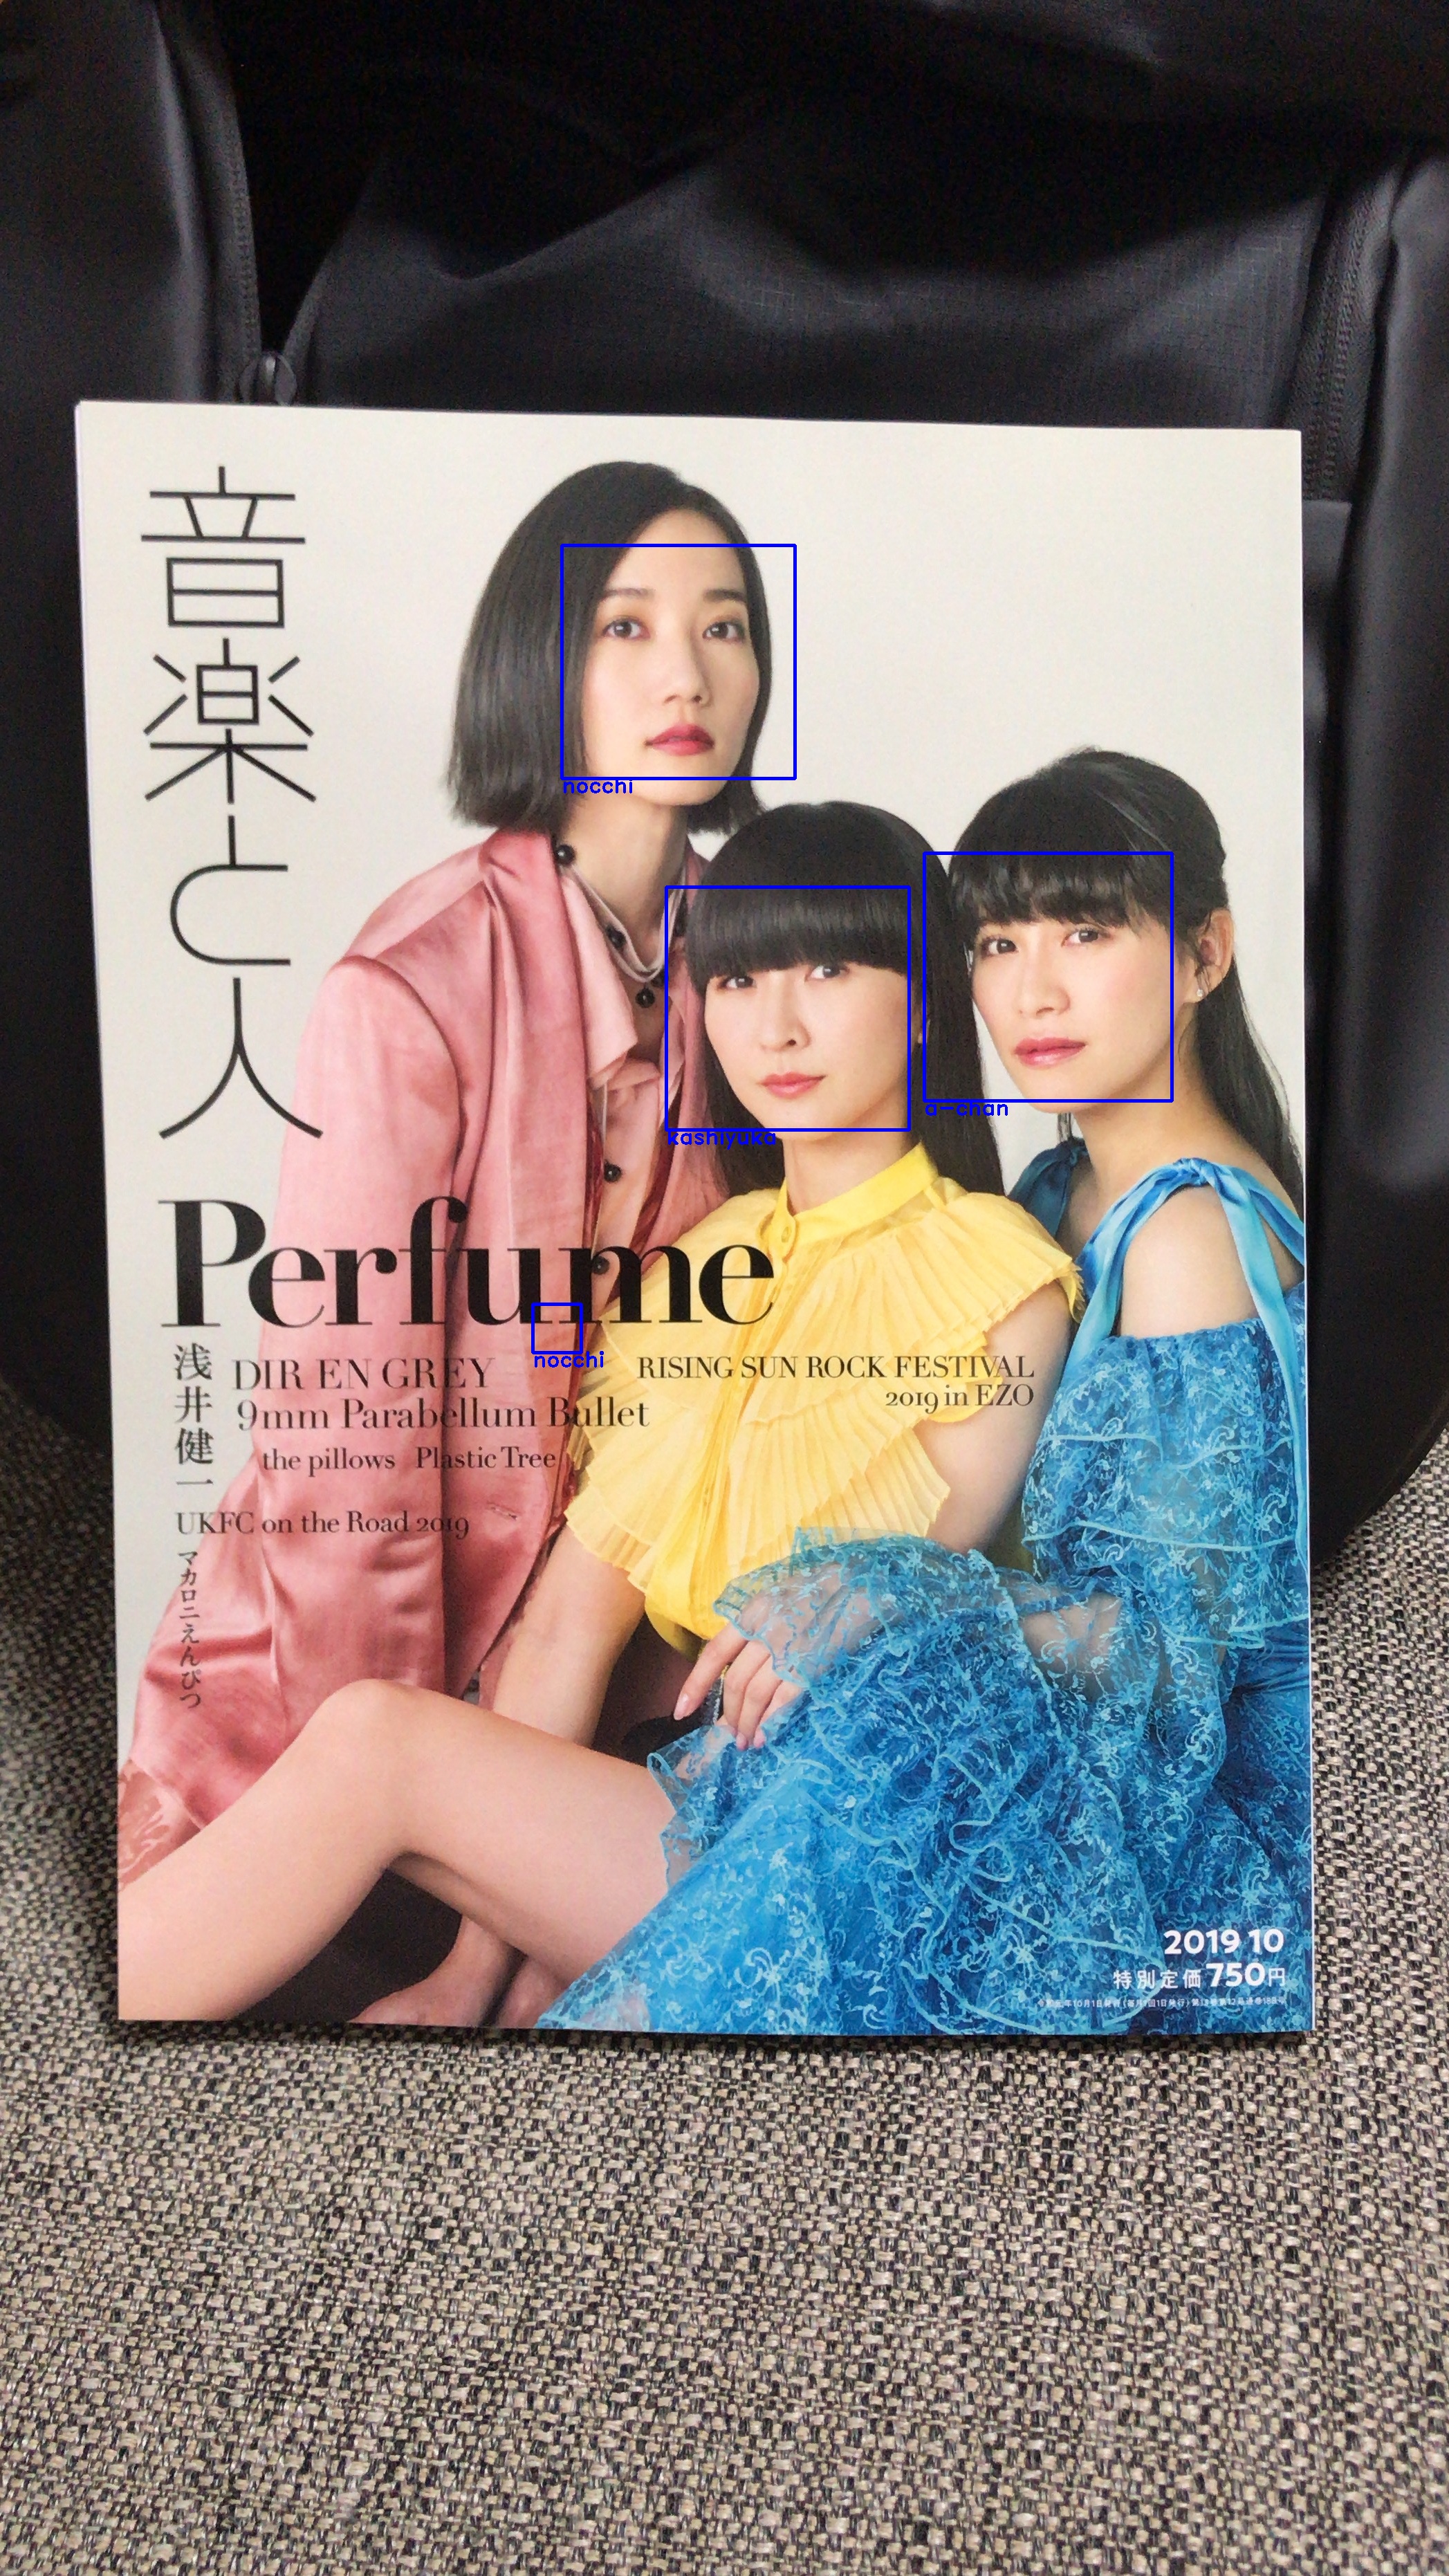 音楽と人
nocchi
a-chan
kashiyuka
Perfume
nocchi
浅井健一
DIR EN GREY
9mm Parabellum Bullet
the pillows Plastic Tree
RISING SUN ROCK FESTIVAL
2019 in EZO
UKFC on the Road 2019
マカロニえんぴつ
2019 10
特別定価750円